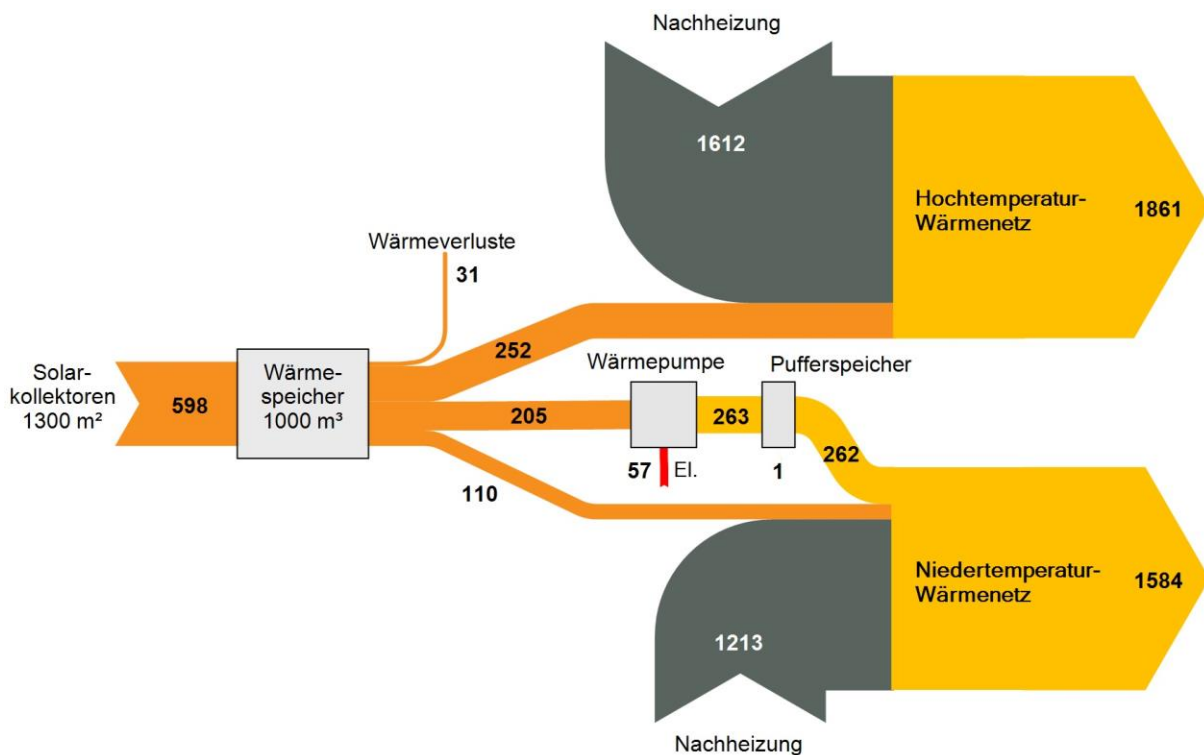 Nachheizung
1612
Hochtemperatur-
Wärmenetz
1861
Wärmeverluste
31
252
Solar-
kollektoren
1300 m²
598
Wärme-
speicher
1000 m³
Wärmepumpe
Pufferspeicher
205
263
262
57
El.
1
110
Niedertemperatur-
Wärmenetz
1584
1213
Nachheizung